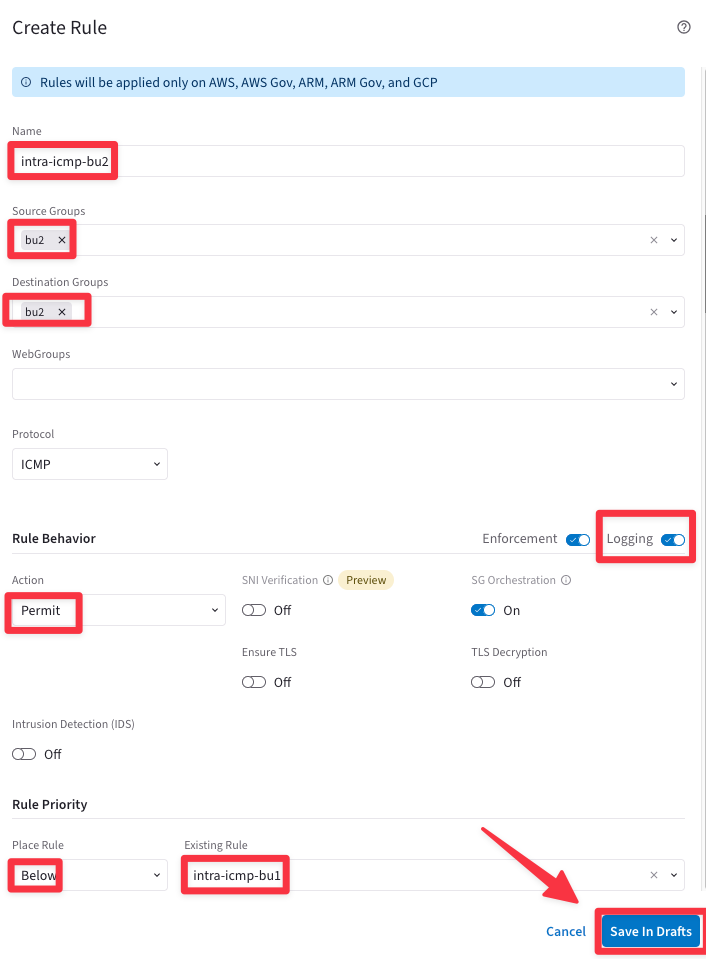 Create Rule
Rules will be applied only on AWS, AWS Gov, ARM, ARM Gov, and GCP
Name
intra-icmp-bu2
Source Groups
bu2
Destination Groups
bu2
WebGroups
Protocol
ICMP
Rule Behavior Enforcement Logging
Action SNI Verification Preview SG Orchestration
Permit Off On
Ensure TLS TLS Decryption
Off Off
Intrusion Detection (IDS)
Off
Rule Priority
Place Rule Existing Rule
Below intra-icmp-bu1
Cancel Save In Drafts